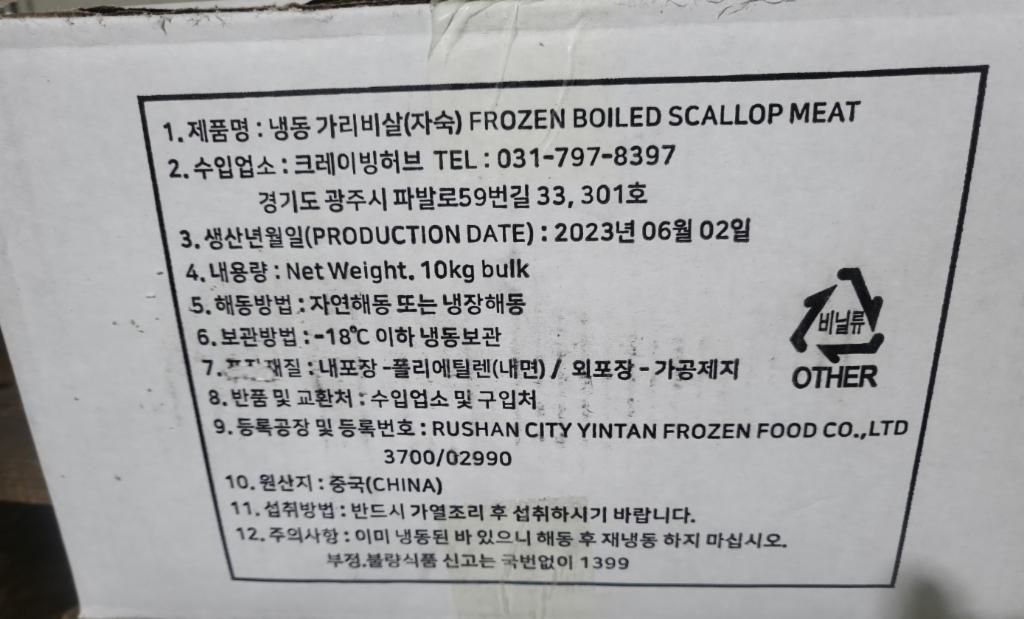 1. 제품명 : 냉동 가리비살(자숙) FROZEN BOILED SCALLOP MEAT
2. 수입업소 : 크레이빙허브 TEL : 031-797-8397
경기도 광주시 파발로59번길 33, 301호
3. 생산년월일(PRODUCTION DATE) : 2023년 06월 02일
4. 내용량 : Net Weight. 10kg bulk
5. 해동방법 : 자연해동 또는 냉장해동
6. 보관방법 : -18℃ 이하 냉동보관
7. 재질 : 내포장 -폴리에틸렌(내면) / 외포장 - 가공제지
8. 반품 및 교환처 : 수입업소 및 구입처
9. 등록공장 및 등록번호 : RUSHAN CITY YINTAN FROZEN FOOD CO.,LTD
3700/02990
10. 원산지 : 중국(CHINA)
11. 섭취방법 : 반드시 가열조리 후 섭취하시기 바랍니다.
12. 주의사항 : 이미 냉동된 바 있으니 해동 후 재냉동 하지 마십시오.
부정.불량식품 신고는 국번없이 1399
비닐류
OTHER